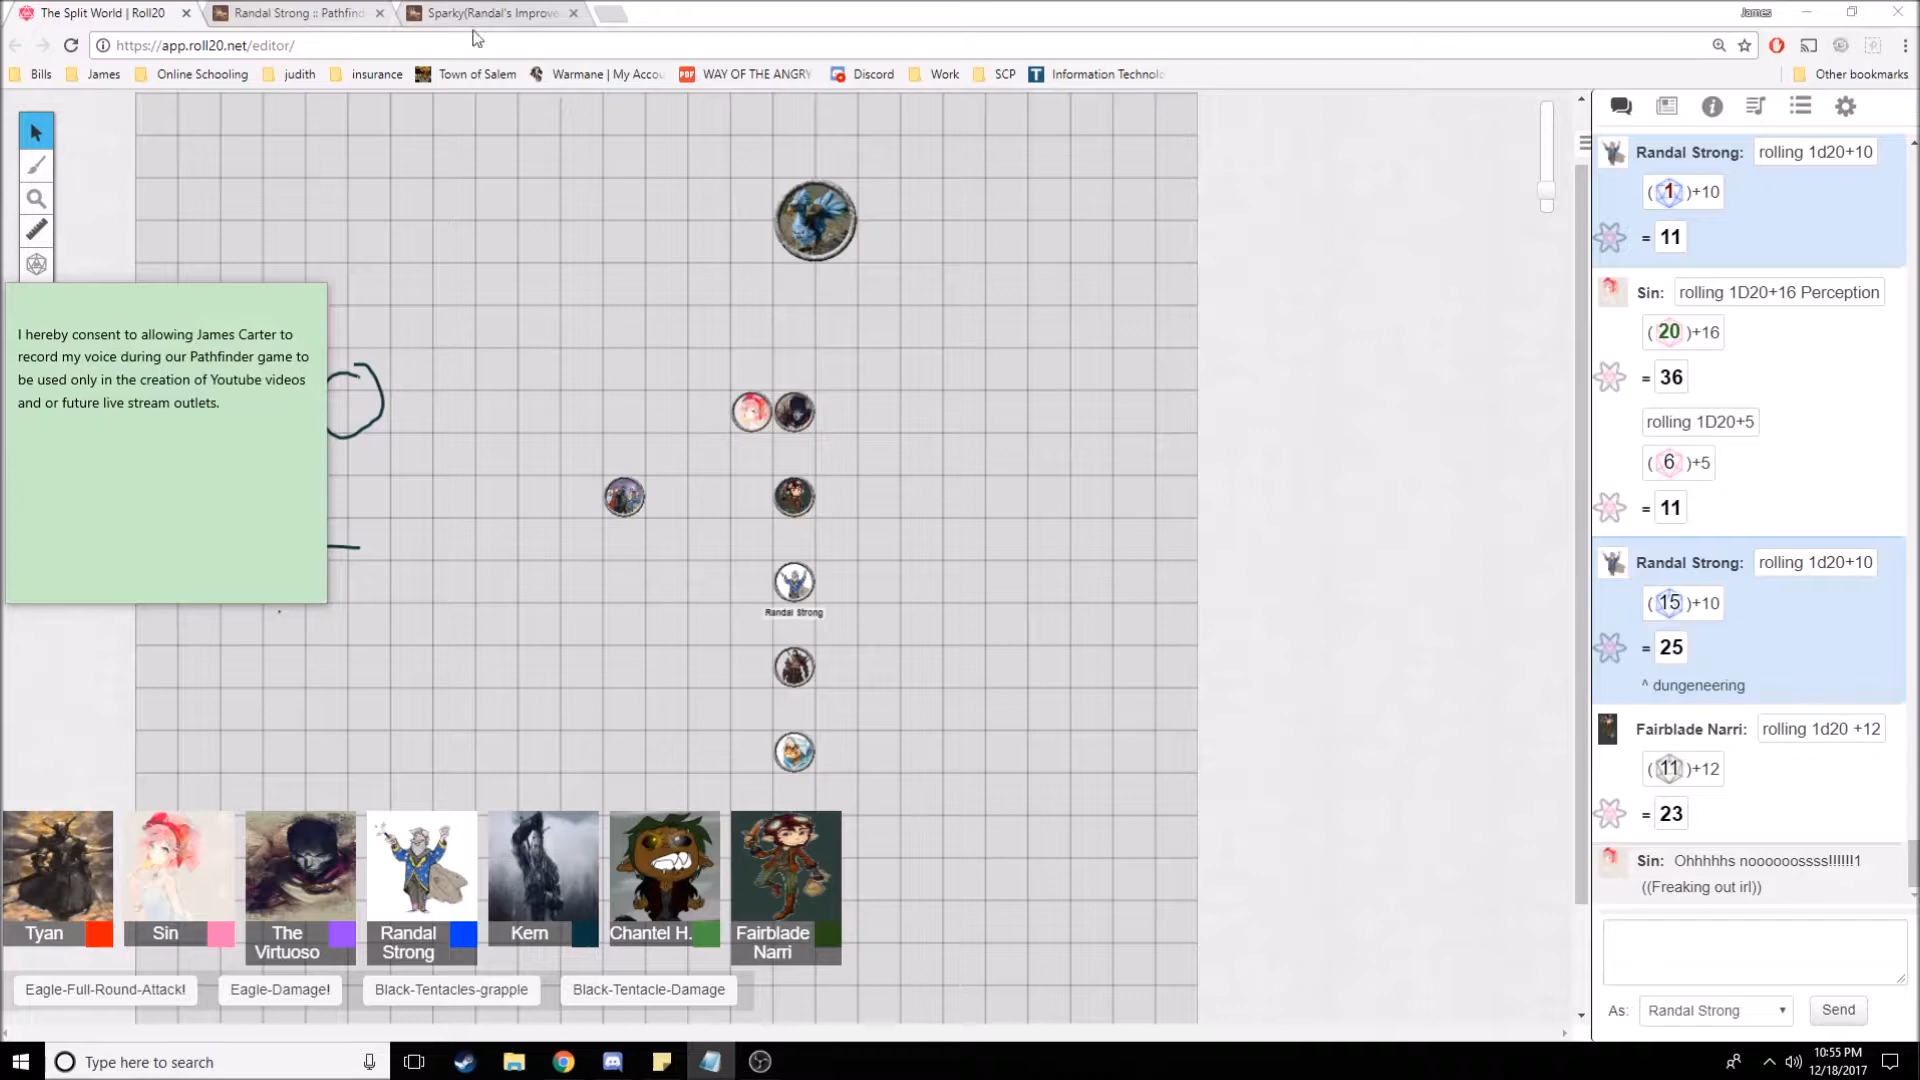 The Split World | Roll20
Randal Strong :: Pathfind
Sparky(Randal's Improve
James
https://app.roll20.net/editor/
Bills
James
Online Schooling
judith
insurance
Town of Salem
Warmane | My Accou
PDF
WAY OF THE ANGRY
Discord
Work
SCP
T
Information Technolo
Other bookmarks
Randal Strong: rolling 1d20+10
(1)+10
= 11
Sin: rolling 1D20+16 Perception
(20)+16
= 36
rolling 1D20+5
(6)+5
= 11
Randal Strong: rolling 1d20+10
(15)+10
= 25
^ dungeneering
Fairblade Narri: rolling 1d20 +12
(11)+12
= 23
Sin: Ohhhhhs noooooossss!!!!!!1
((Freaking out irl))
As: Randal Strong
Send
I hereby consent to allowing James Carter to
record my voice during our Pathfinder game to
be used only in the creation of Youtube videos
and or future live stream outlets.
Randal Strong
Tyan
Sin
The
Virtuoso
Randal
Strong
Kern
Chantel H.
Fairblade
Narri
Eagle-Full-Round-Attack!
Eagle-Damage!
Black-Tentacles-grapple
Black-Tentacle-Damage
Type here to search
10:55 PM
12/18/2017